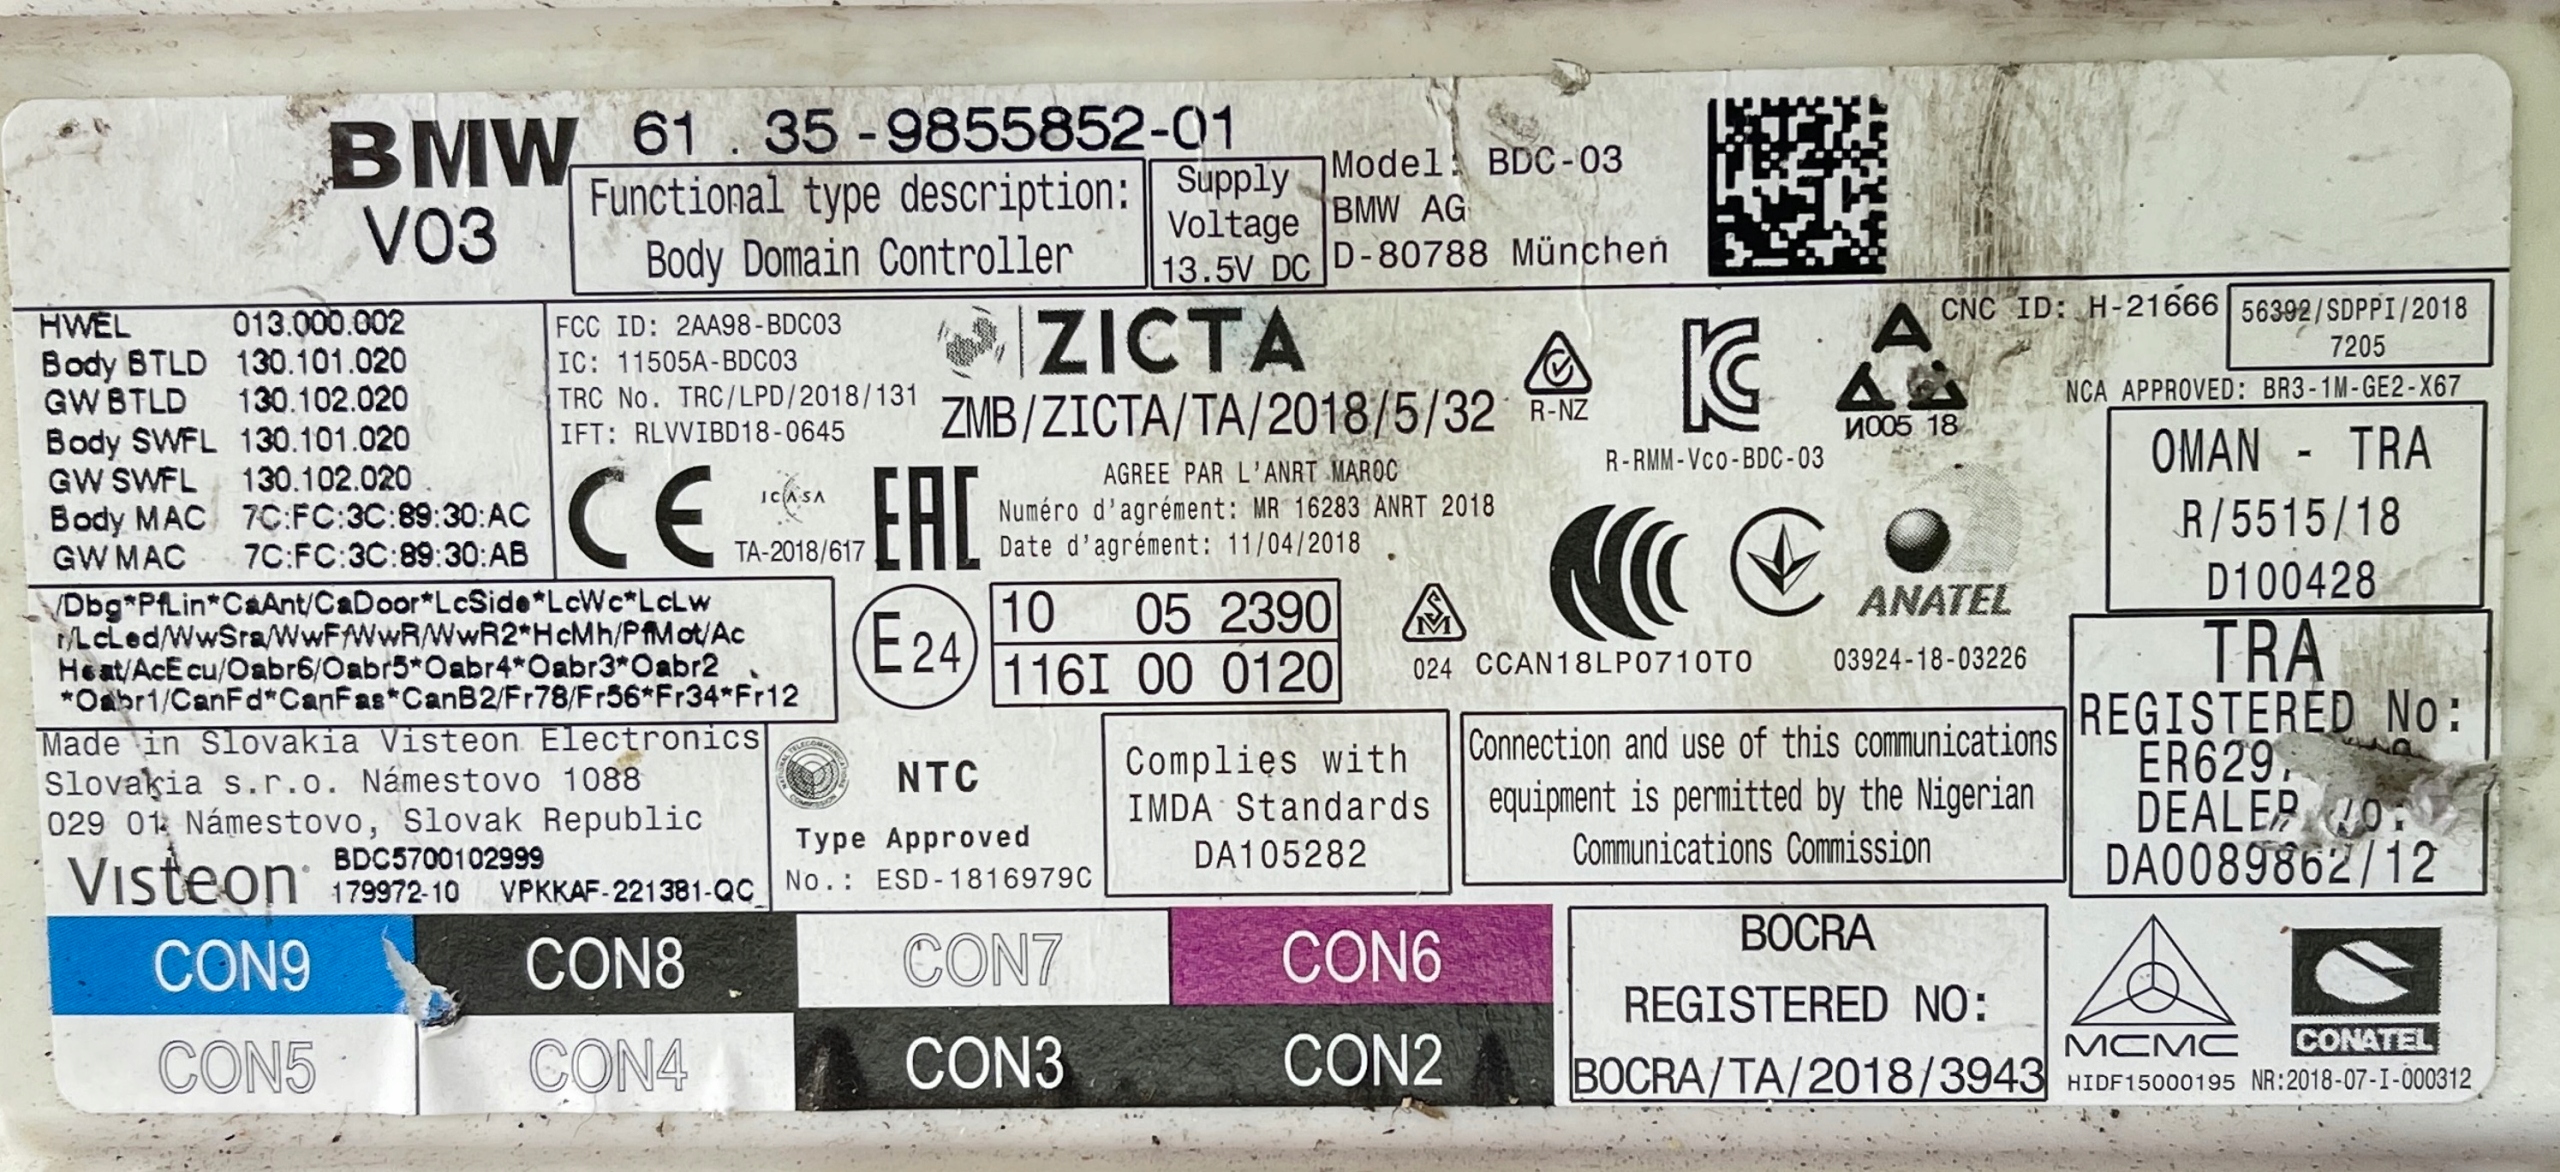 BMW 61 . 35 -9855852-01
V03
Functional type description:
Body Domain Controller
Supply
Voltage
13.5V DC
Model: BDC-03
BMW AG
D-80788 München
HWEL 013.000.002
Body BTLD 130.101.020
GW BTLD 130.102.020
Body SWFL 130.101.020
GW SWFL 130.102.020
Body MAC 7C:FC:3C:89:30:AC
GW MAC 7C:FC:3C:89:30:AB
FCC ID: 2AA98-BDC03
IC: 11505A-BDC03
TRC No. TRC/LPD/2018/131
IFT: RLVVIBD18-0645
CE
ICASA
TA-2018/617
EAC
ZICTA
ZMB/ZICTA/TA/2018/5/32
AGREE PAR L'ANRT MAROC
Numéro d'agrément: MR 16283 ANRT 2018
Date d'agrément: 11/04/2018
R-NZ
R-RMM-Vco-BDC-03
И005 18
CNC ID: H-21666
56392/SDPPI/2018
7205
NCA APPROVED: BR3-1M-GE2-X67
OMAN - TRA
R/5515/18
D100428
/Dbg*PfLin*CaAnt/CaDoor*LcSide*LcWc*LcLw
r/LcLed/WwSra/WwF/WwR/WwR2*HcMh/PfMot/Ac
Heat/AcEcu/Oabr6/Oabr5*Oabr4*Oabr3*Oabr2
*Oabr1/CanFd*CanFas*CanB2/Fr78/Fr56*Fr34*Fr12
E24
10 05 2390
116I 00 0120
024
CCAN18LP0710T0
ANATEL
03924-18-03226
TRA
REGISTERED No:
DEALER No:
DA0089862/12
Made in Slovakia Visteon Electronics
Slovakia s.r.o. Námestovo 1088
029 01 Námestovo, Slovak Republic
Visteon
BDC5700102999
179972-10 VPKKAF-221381-QC
NTC
Type Approved
No.: ESD-1816979C
Complies with
IMDA Standards
DA105282
Connection and use of this communications
equipment is permitted by the Nigerian
Communications Commission
CON9 CON8 CON7 CON6
CON5 CON4 CON3 CON2
BOCRA
REGISTERED NO:
BOCRA/TA/2018/3943
MCMC
HIDF15000195
CONATEL
NR:2018-07-I-000312